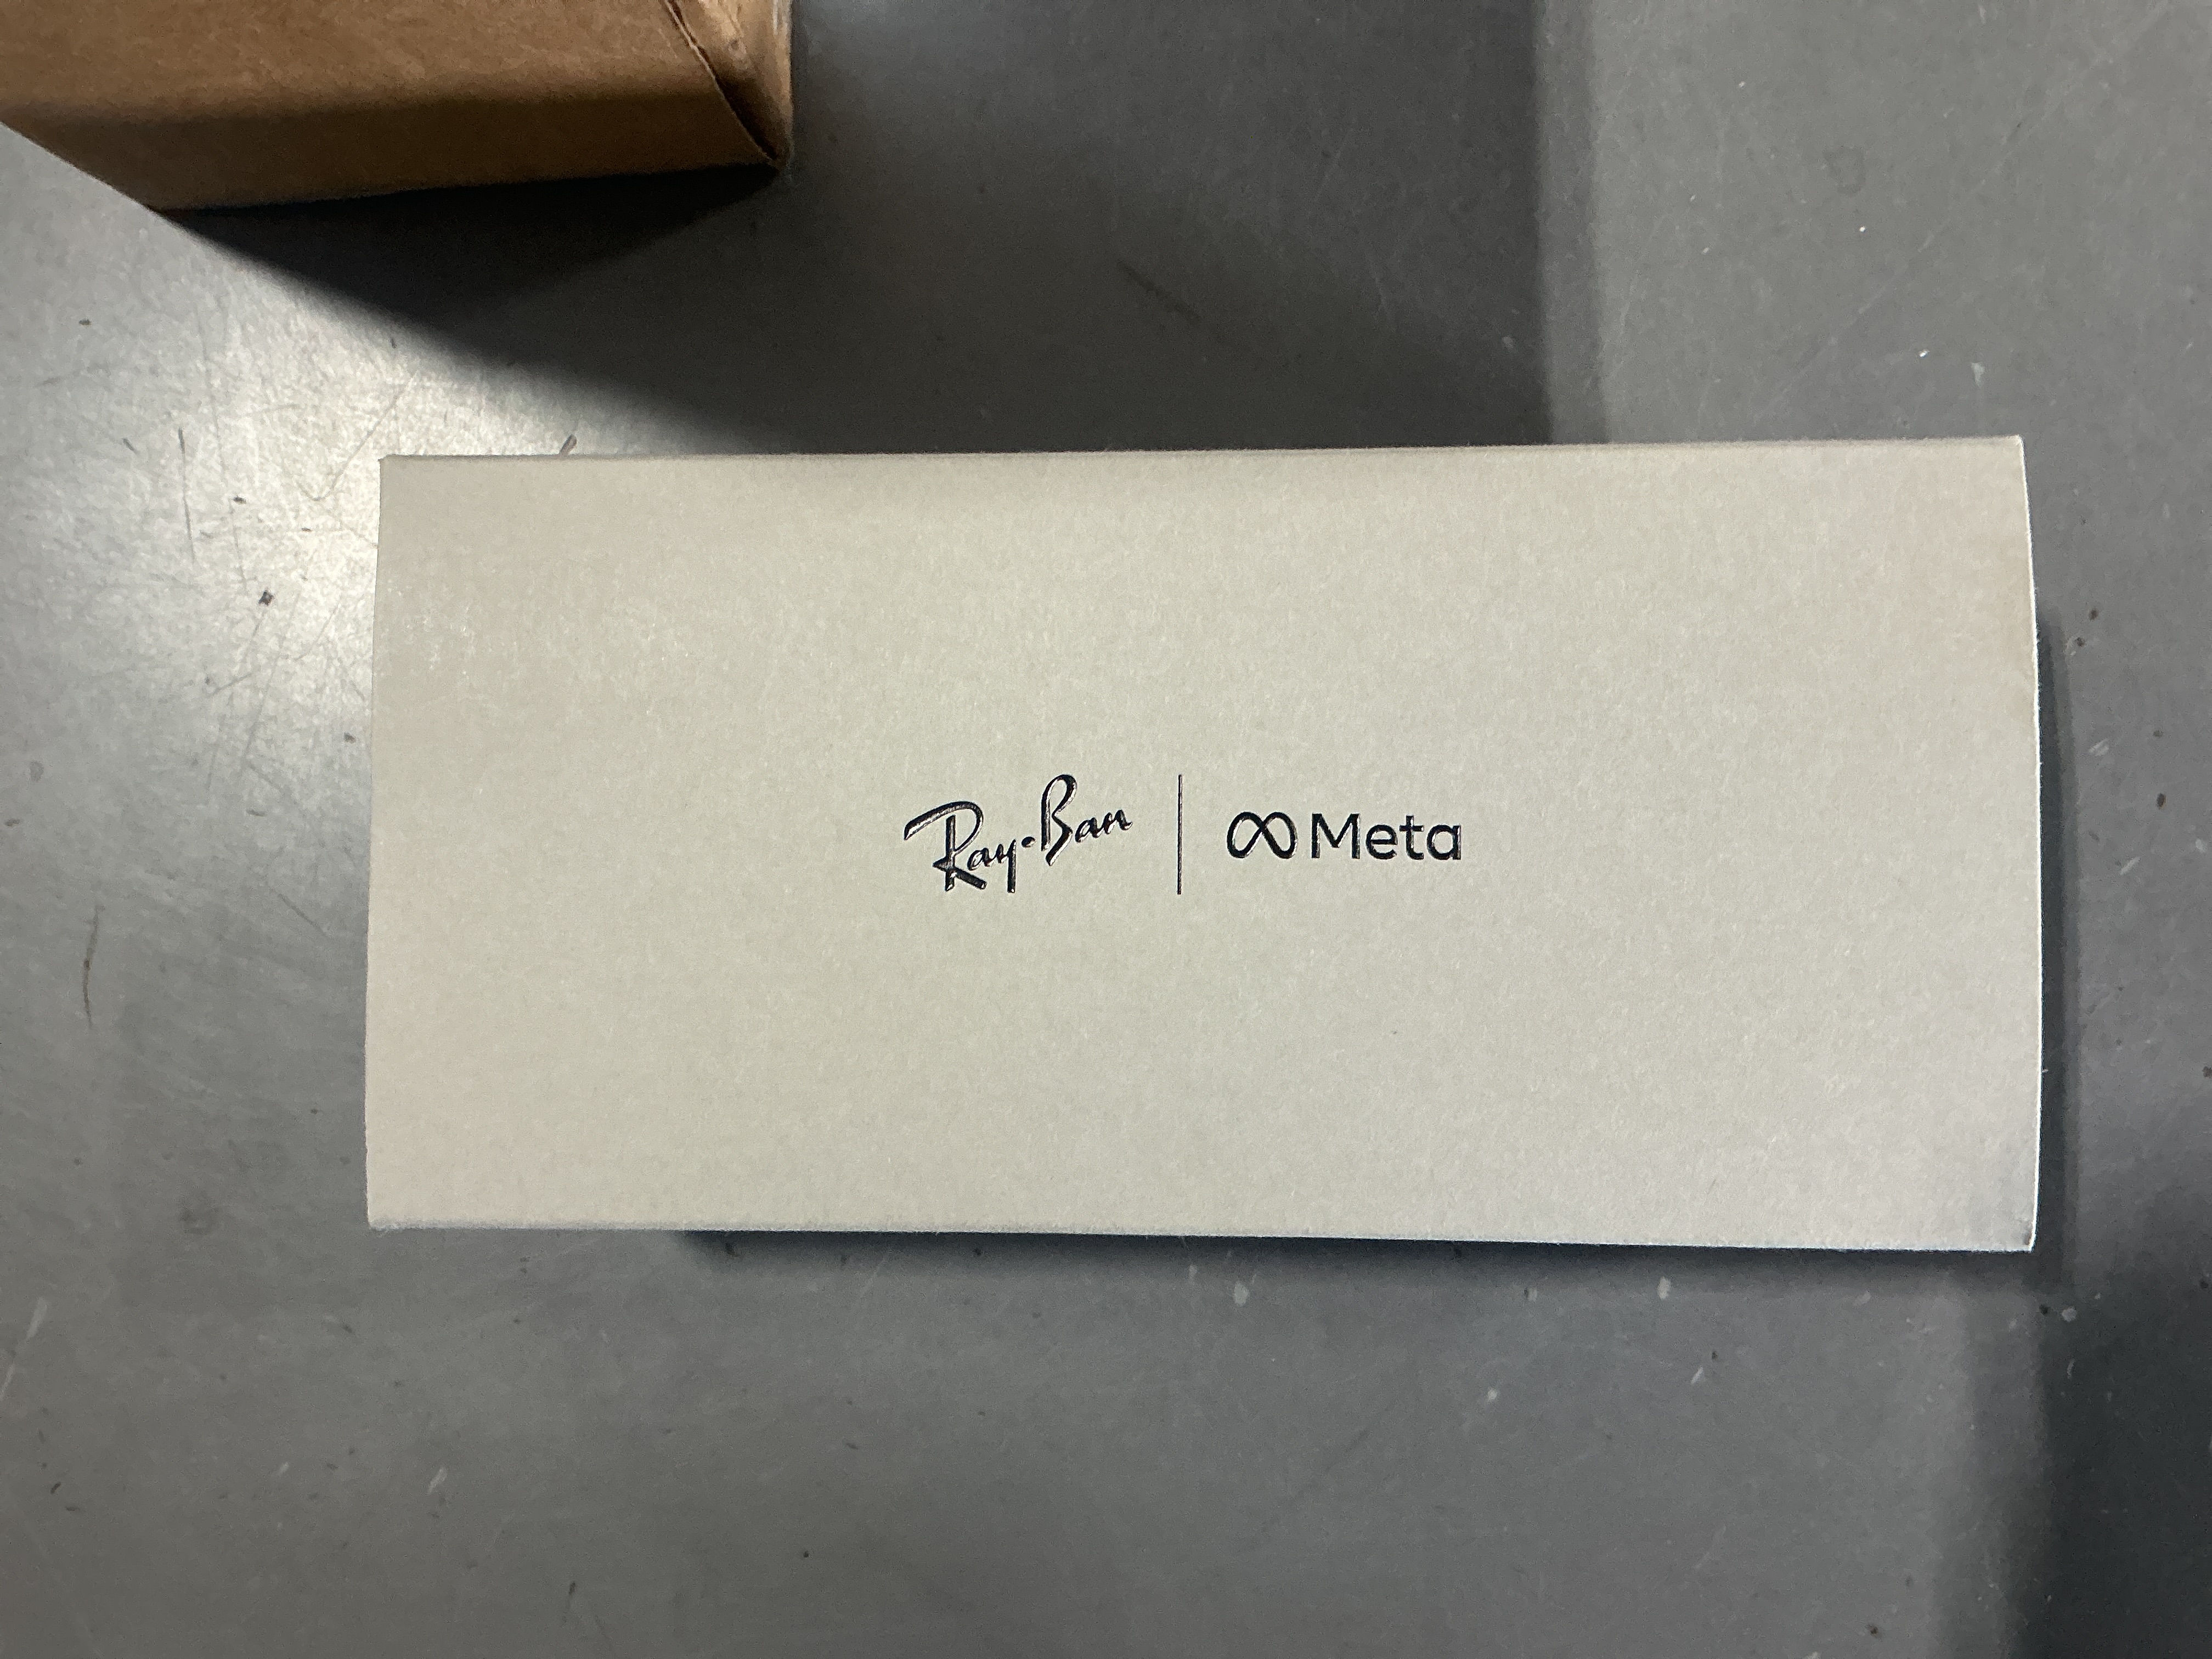 Ray-Ban | Meta